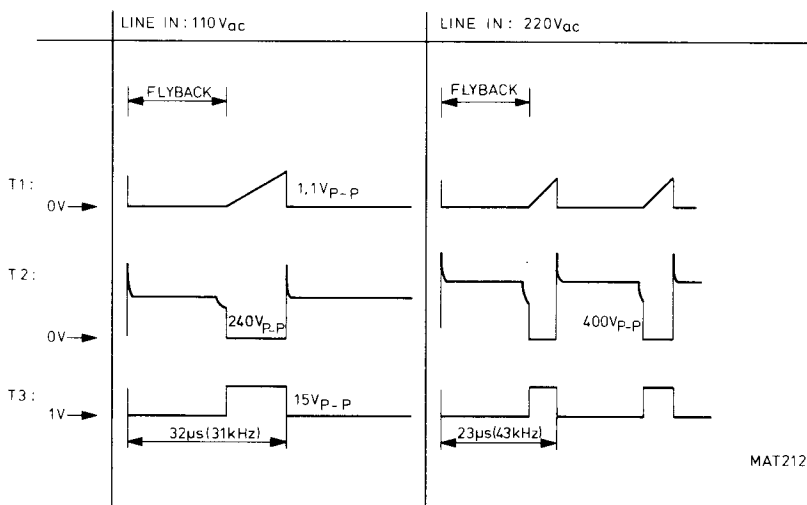 LINE IN: 110Vac
LINE IN: 220Vac
FLYBACK
FLYBACK
T1:
0V
1.1Vp-p
T2:
0V
240Vp-p
400Vp-p
T3:
1V
15Vp-p
32µs(31kHz)
23µs(43kHz)
MAT212